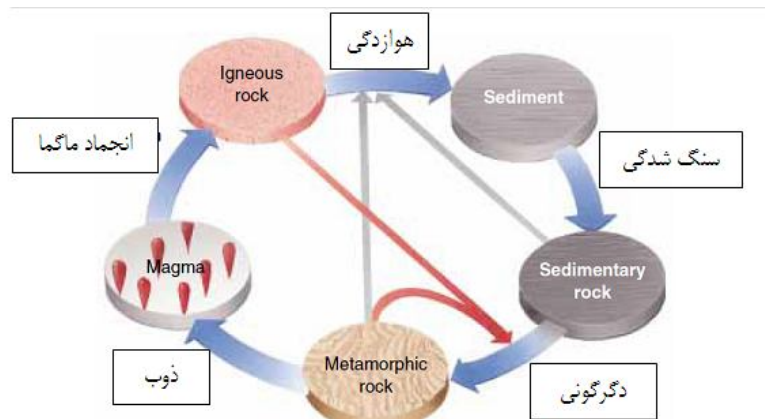 هوازدگی
Igneous
rock
Sediment
انجماد ماگما
سنگ شدگی
Magma
Sedimentary
rock
ذوب
Metamorphic
rock
دگرگونی